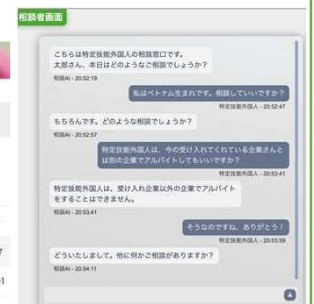 相談者画面
こちらは特定技能外国人の相談窓口です。
太郎さん、本日はどのようなご相談でしょうか?
相談AI - 20:52:19
私はベトナム生まれです。相談していいですか?
特定技能外国人 - 20:52:47
もちろんです。どのような相談でしょうか?
相談AI - 20:52:57
特定技能外国人は、今の受け入れてくれている企業さんと
は別の企業でアルバイトしてもいいですか?
特定技能外国人 - 20:53:41
特定技能外国人は、受け入れ企業以外の企業でアルバイト
をすることはできません。
相談AI - 20:53:41
そうなのですね、ありがとう!
特定技能外国人 - 20:53:59
どういたしまして。他に何かご相談がありますか?
相談AI - 20:54:11